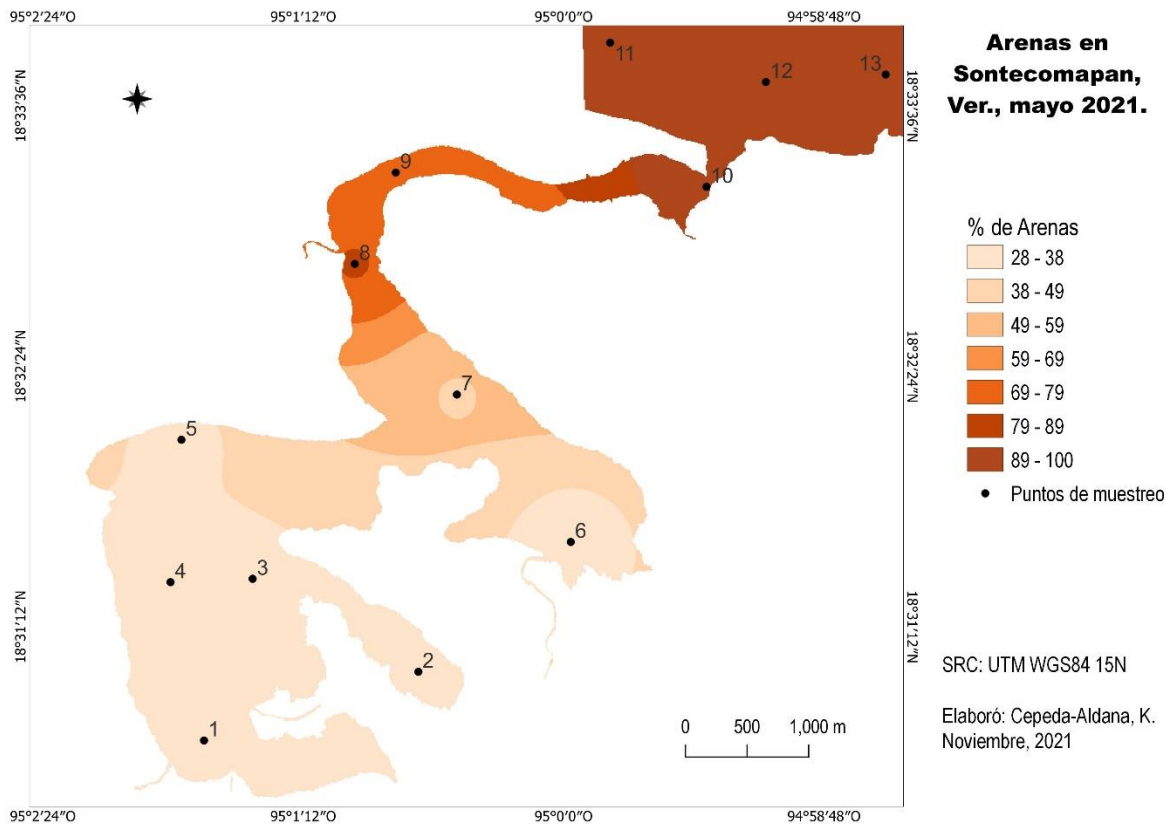 95°2'24"O 95°1'12"O 95°0'0"O 94°58'48"O
18°33'36"N
18°32'24"N
18°31'12"N
11
12
13
9
10
8
7
5
6
4
3
2
1
0 500 1,000 m
18°33'36"N
18°32'24"N
18°31'12"N
95°2'24"O 95°1'12"O 95°0'0"O 94°58'48"O
Arenas en
Sontecomapan,
Ver., mayo 2021.
% de Arenas
28 - 38
38 - 49
49 - 59
59 - 69
69 - 79
79 - 89
89 - 100
Puntos de muestreo
SRC: UTM WGS84 15N
Elaboró: Cepeda-Aldana, K.
Noviembre, 2021